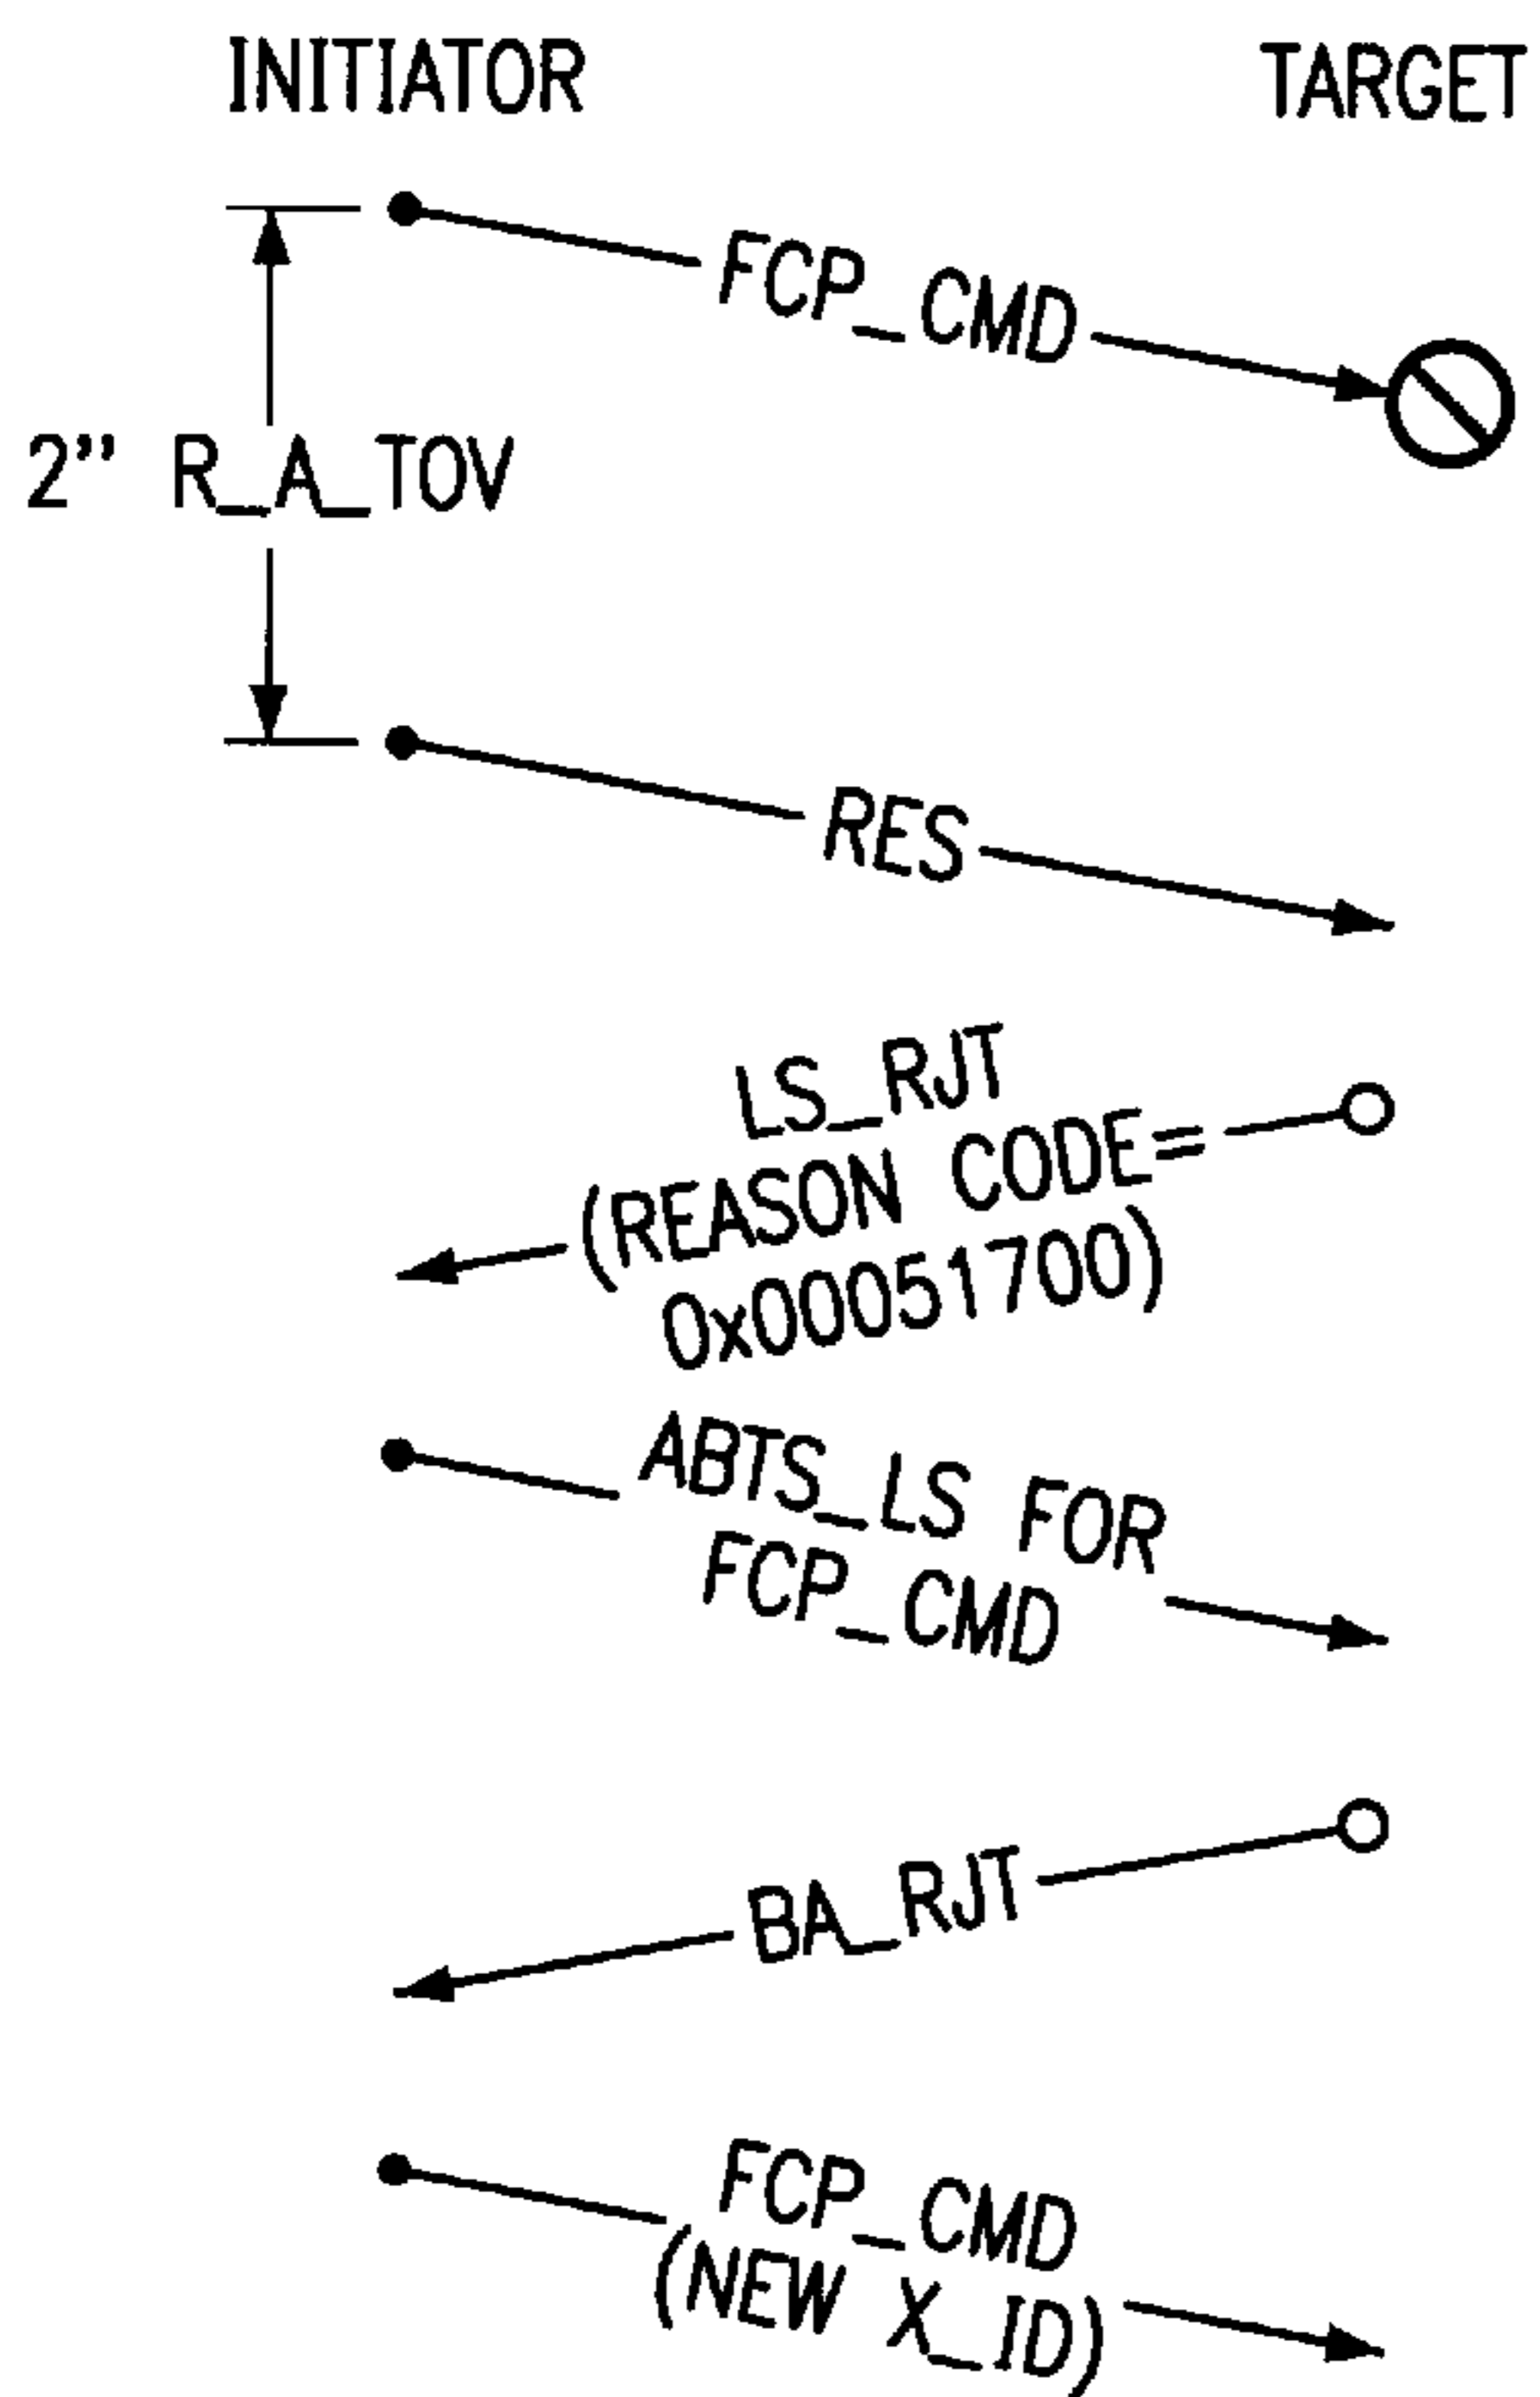 INITIATOR TARGET
FCP_CMD
2" R_A_TOV
RES
LS_RJT
(REASON CODE=
0x00051700)
ABTS_LS FOR
FCP_CMD
BA_RJT
FCP_CMD
(NEW X_ID)